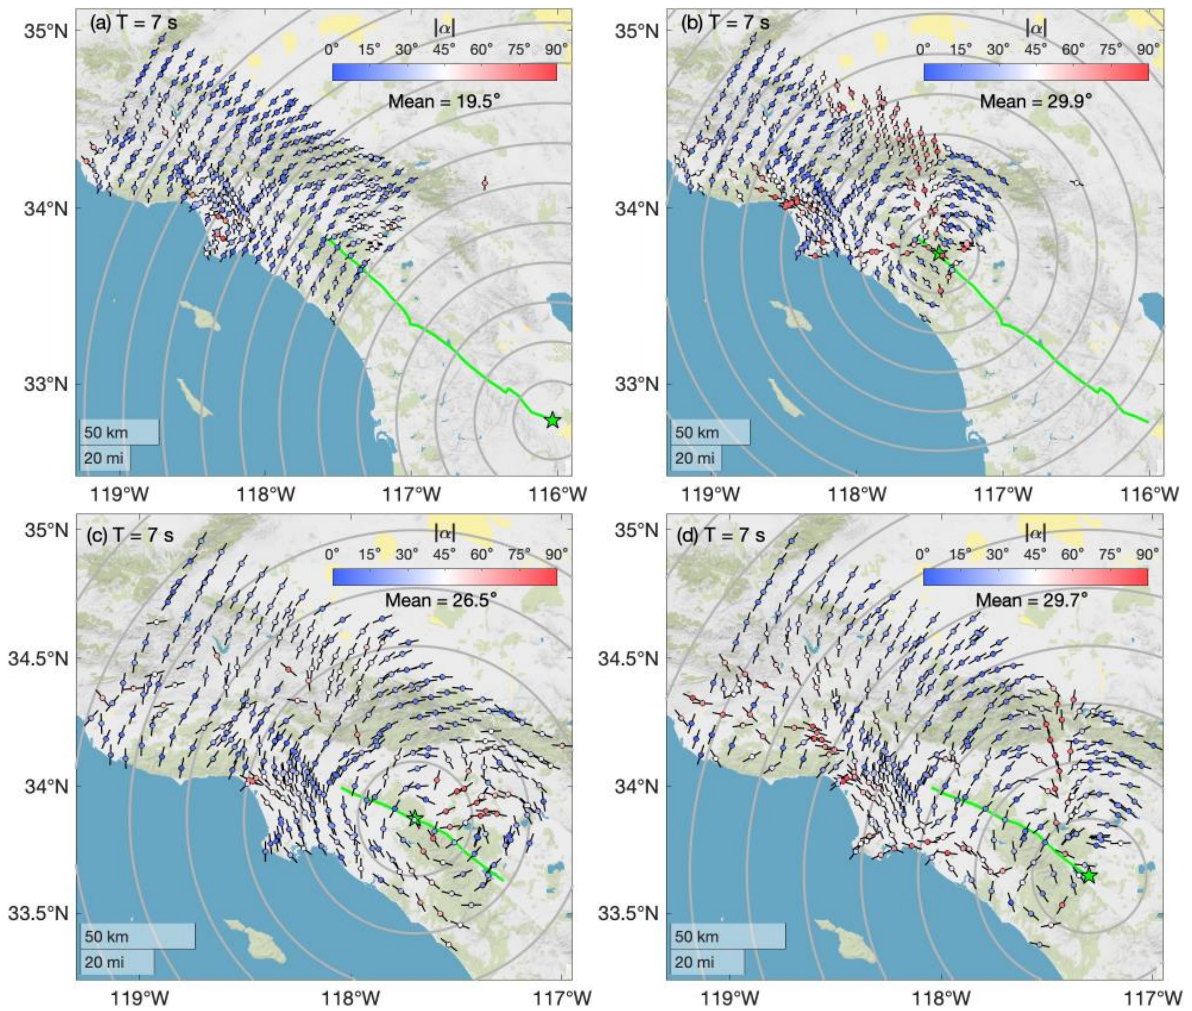 (a) T = 7 s
|α|
0° 15° 30° 45° 60° 75° 90°
Mean = 19.5°
35°N
34°N
33°N
50 km
20 mi
119°W 118°W 117°W 116°W
(b) T = 7 s
|α|
0° 15° 30° 45° 60° 75° 90°
Mean = 29.9°
35°N
34°N
33°N
50 km
20 mi
119°W 118°W 117°W 116°W
(c) T = 7 s
|α|
0° 15° 30° 45° 60° 75° 90°
Mean = 26.5°
35°N
34.5°N
34°N
33.5°N
50 km
20 mi
119°W 118°W 117°W
(d) T = 7 s
|α|
0° 15° 30° 45° 60° 75° 90°
Mean = 29.7°
35°N
34.5°N
34°N
33.5°N
50 km
20 mi
119°W 118°W 117°W